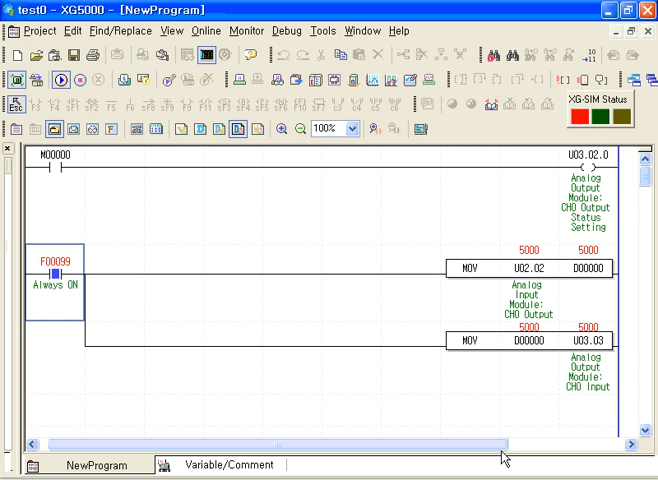 test0 - XG5000 - [NewProgram]
Project Edit Find/Replace View Online Monitor Debug Tools Window Help
XG-SIM Status
100%
M00000
U03.02.0
Analog
Output
Module:
CH0 Output
Status
Setting
F00099
Always ON
5000 5000
MOV U02.02 D00000
Analog
Input
Module:
CH0 Output
5000 5000
MOV D00000 U03.03
Analog
Output
Module:
CH0 Input
NewProgram
Variable/Comment